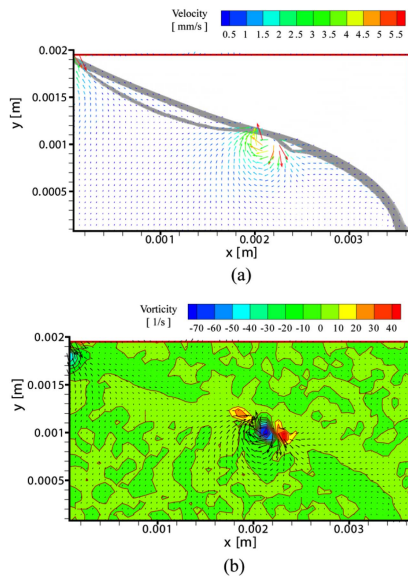 Velocity
[ mm/s ]
0.5 1 1.5 2 2.5 3 3.5 4 4.5 5 5.5
0.002
0.0015
0.001
0.0005
y [m]
0.001 0.002 0.003
x [m]
(a)
Vorticity
[ 1/s ]
-70 -60 -50 -40 -30 -20 -10 0 10 20 30 40
0.002
0.0015
0.001
0.0005
y [m]
0.001 0.002 0.003
x [m]
(b)